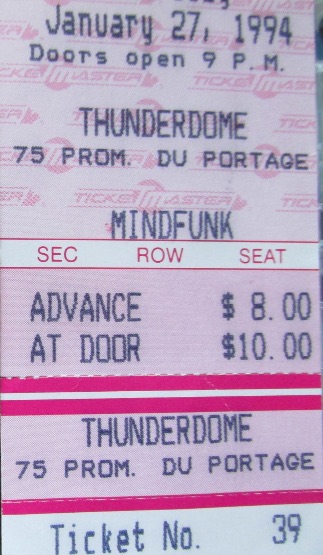 January 27, 1994
Doors open 9 P.M.
THUNDERDOME
75 PROM. DU PORTAGE
TICKETMASTER
MINDFUNK
SEC ROW SEAT
ADVANCE $ 8.00
AT DOOR $10.00
THUNDERDOME
75 PROM. DU PORTAGE
Ticket No. 39